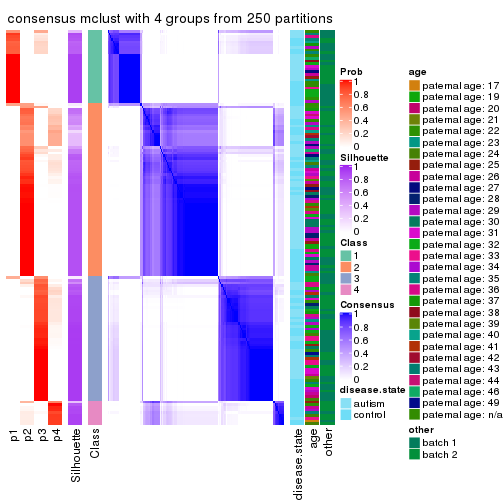 consensus mclust with 4 groups from 250 partitions
p1
p2
p3
p4
Silhouette
Class
disease.state
age
other
Prob
1
0.8
0.6
0.4
0.2
0
Silhouette
1
0.8
0.6
0.4
0.2
0
Class
1
2
3
4
Consensus
1
0.8
0.6
0.4
0.2
0
disease.state
autism
control
age
paternal age: 17
paternal age: 19
paternal age: 20
paternal age: 21
paternal age: 22
paternal age: 23
paternal age: 24
paternal age: 25
paternal age: 26
paternal age: 27
paternal age: 28
paternal age: 29
paternal age: 30
paternal age: 31
paternal age: 32
paternal age: 33
paternal age: 34
paternal age: 35
paternal age: 36
paternal age: 37
paternal age: 38
paternal age: 39
paternal age: 40
paternal age: 41
paternal age: 42
paternal age: 43
paternal age: 44
paternal age: 46
paternal age: 49
paternal age: n/a
other
batch 1
batch 2